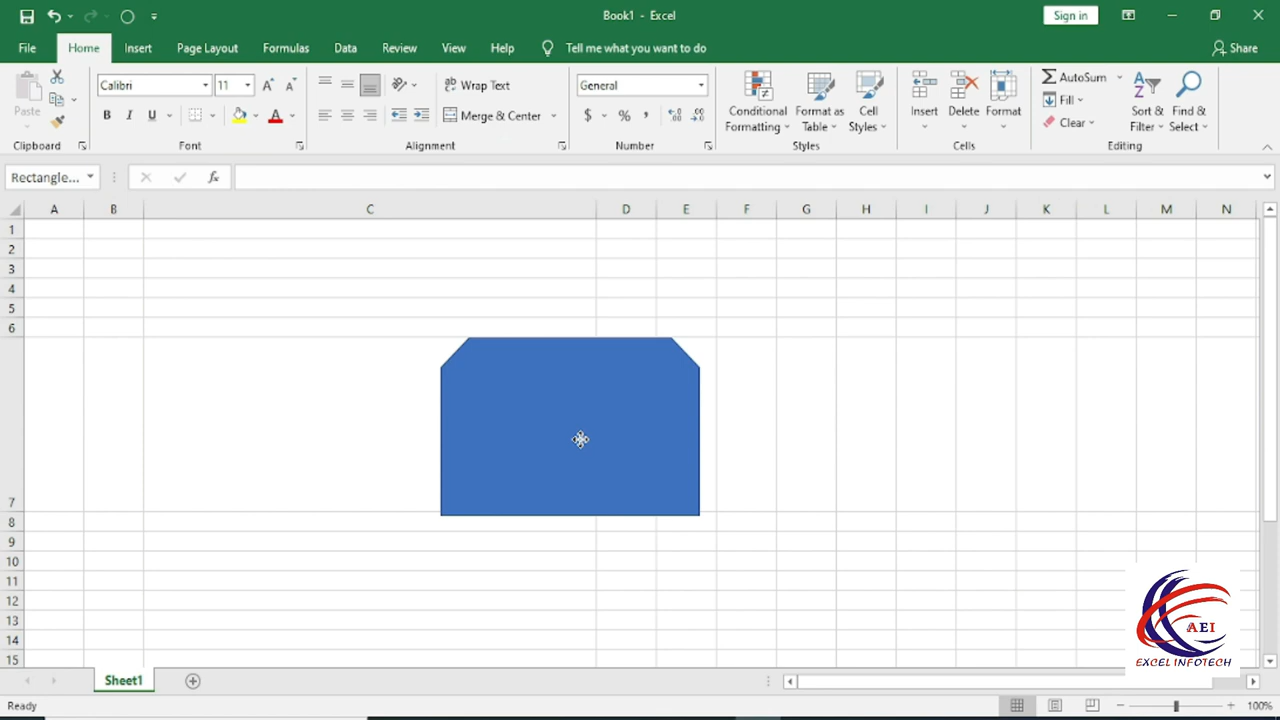 Book1 - Excel
Sign in
File Home Insert Page Layout Formulas Data Review View Help Tell me what you want to do Share
Paste
Clipboard
Calibri 11
B I U
Font
Wrap Text
Merge & Center
Alignment
General
$ % ,
Number
Conditional Formatting
Format as Table
Cell Styles
Styles
Insert
Delete
Format
Cells
AutoSum
Fill
Clear
Sort & Filter
Find & Select
Editing
Rectangle...
fx
A B C D E F G H I J K L M N
1
2
3
4
5
6
7
8
9
10
11
12
13
14
15
AEI
EXCEL INFOTECH
Sheet1
Ready
100%